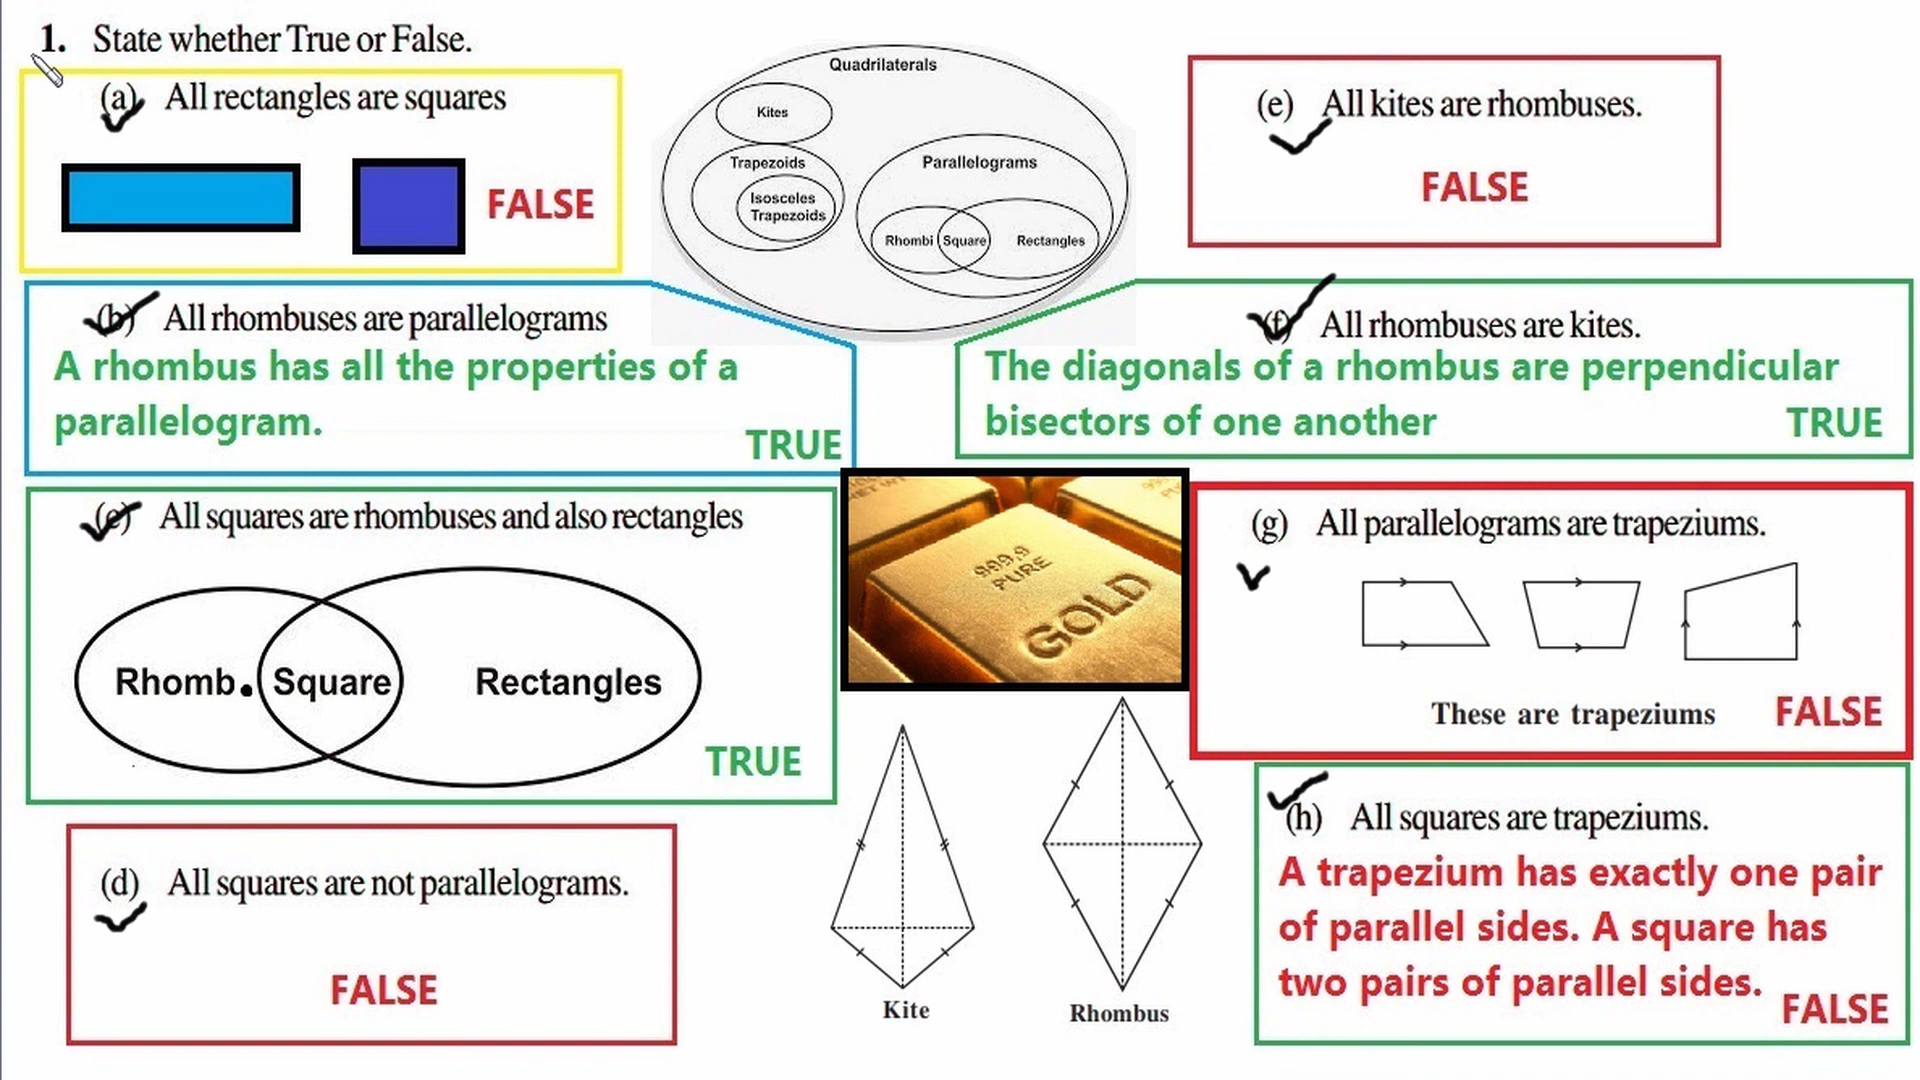 1. State whether True or False.
(a) All rectangles are squares
FALSE
Quadrilaterals
Kites
Trapezoids
Isosceles
Trapezoids
Parallelograms
Rhombi
Square
Rectangles
(e) All kites are rhombuses.
FALSE
(b) All rhombuses are parallelograms
A rhombus has all the properties of a
parallelogram.
TRUE
(f) All rhombuses are kites.
The diagonals of a rhombus are perpendicular
bisectors of one another
TRUE
(c) All squares are rhombuses and also rectangles
Rhomb.
Square
Rectangles
TRUE
999.9
PURE
GOLD
(g) All parallelograms are trapeziums.
These are trapeziums
FALSE
(d) All squares are not parallelograms.
FALSE
Kite
Rhombus
(h) All squares are trapeziums.
A trapezium has exactly one pair
of parallel sides. A square has
two pairs of parallel sides.
FALSE